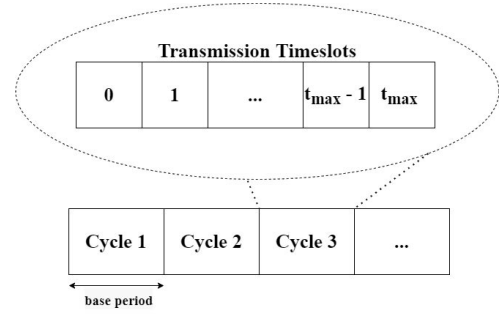 Transmission Timeslots
0 1 ... tmax - 1 tmax
Cycle 1 Cycle 2 Cycle 3 ...
base period